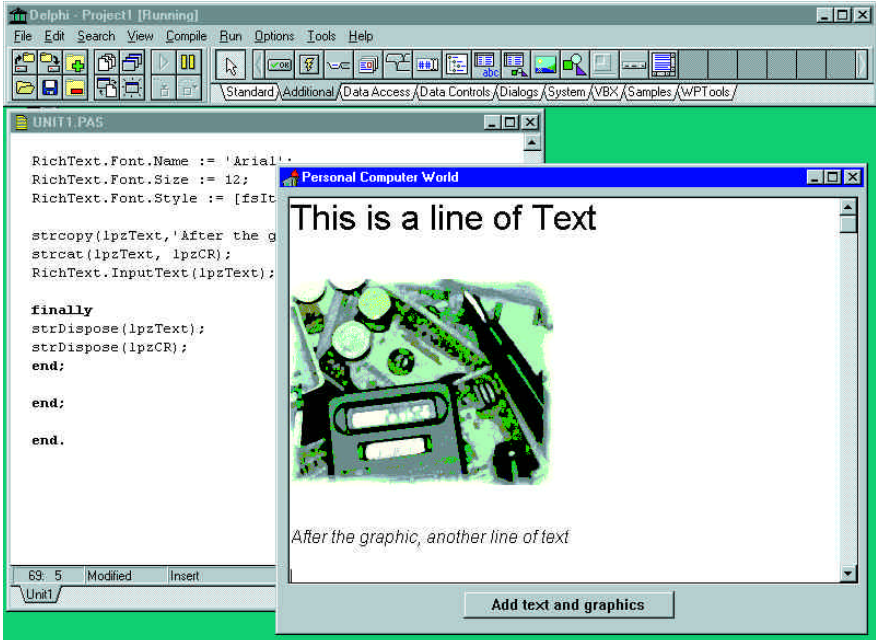 Delphi - Project1 [Running]
File Edit Search View Compile Run Options Tools Help
OK
abc
Standard Additional Data Access Data Controls Dialogs System VBX Samples WPTools
UNIT1.PAS
RichText.Font.Name := 'Arial';
RichText.Font.Size := 12;
RichText.Font.Style := [fsIt
strcopy(lpzText,'After the g
strcat(lpzText, lpzCR);
RichText.InputText(lpzText);
finally
strDispose(lpzText);
strDispose(lpzCR);
end;
end;
end.
69: 5 Modified Insert
Unit1
Personal Computer World
This is a line of Text
After the graphic, another line of text
Add text and graphics